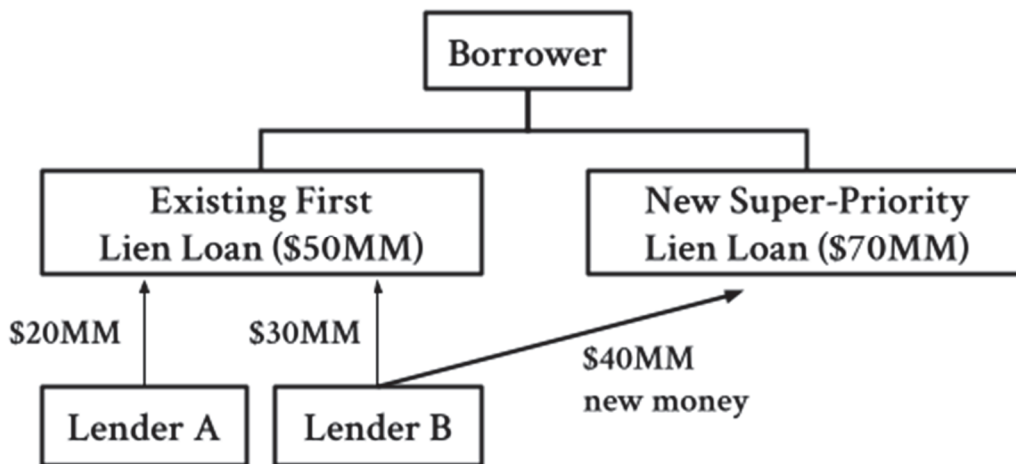 Borrower
Existing First
Lien Loan ($50MM)
New Super-Priority
Lien Loan ($70MM)
$20MM
$30MM
$40MM
new money
Lender A
Lender B